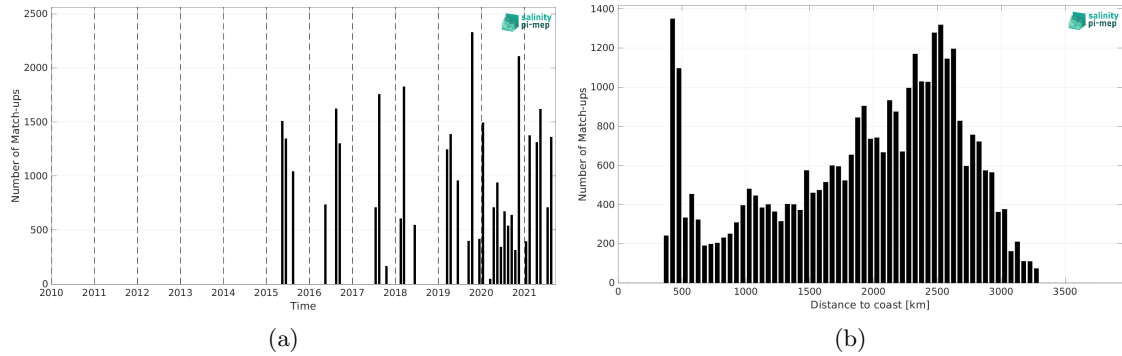 2500
2000
1500
1000
500
0
Number of Match-ups
2010 2011 2012 2013 2014 2015 2016 2017 2018 2019 2020 2021
Time
salinity
pi-mep
(a)
1400
1200
1000
800
600
400
200
0
Number of Match-ups
0 500 1000 1500 2000 2500 3000 3500
Distance to coast [km]
salinity
pi-mep
(b)